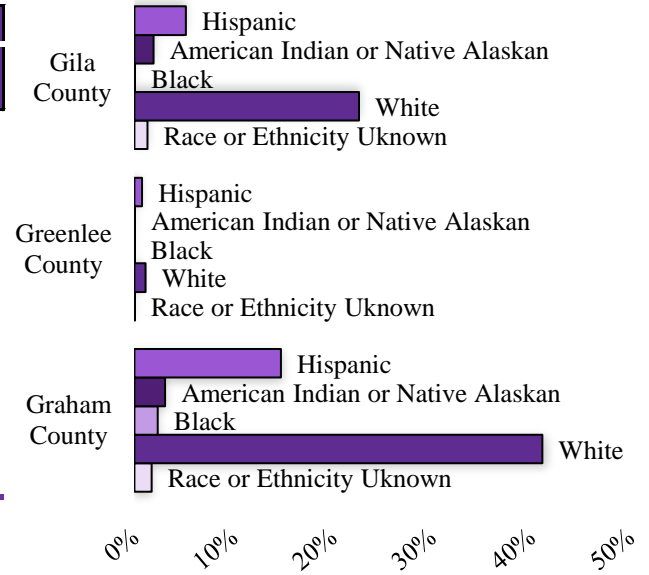 Gila
County
Hispanic
American Indian or Native Alaskan
Black
White
Race or Ethnicity Uknown
Greenlee
County
Hispanic
American Indian or Native Alaskan
Black
White
Race or Ethnicity Uknown
Graham
County
Hispanic
American Indian or Native Alaskan
Black
White
Race or Ethnicity Uknown
0% 10% 20% 30% 40% 50%